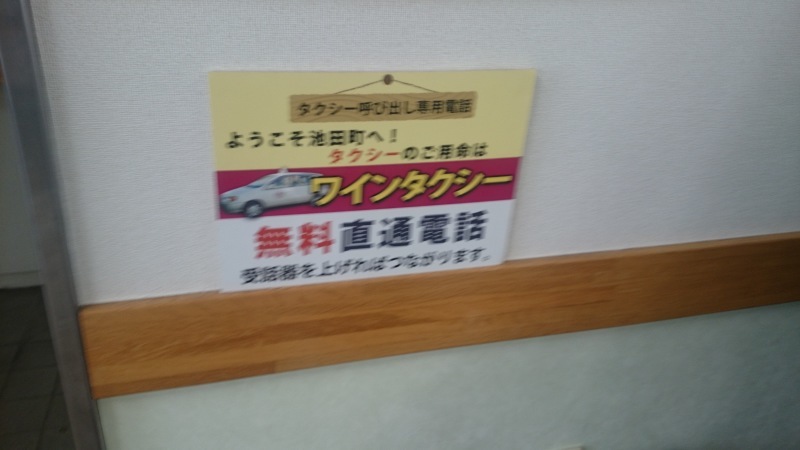 タクシー呼び出し専用電話
ようこそ池田町へ！
タクシーのご用命は
ワインタクシー
無料直通電話
受話器を上げればつながります。